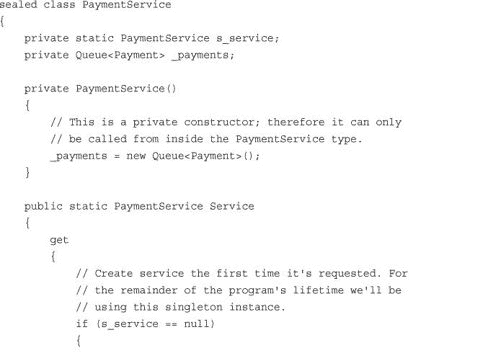 sealed class PaymentService
{
    private static PaymentService s_service;
    private Queue<Payment> _payments;

    private PaymentService()
    {
        // This is a private constructor; therefore it can only
        // be called from inside the PaymentService type.
        _payments = new Queue<Payment>();
    }

    public static PaymentService Service
    {
        get
        {
            // Create service the first time it's requested. For
            // the remainder of the program's lifetime we'll be
            // using this singleton instance.
            if (s_service == null)
            {